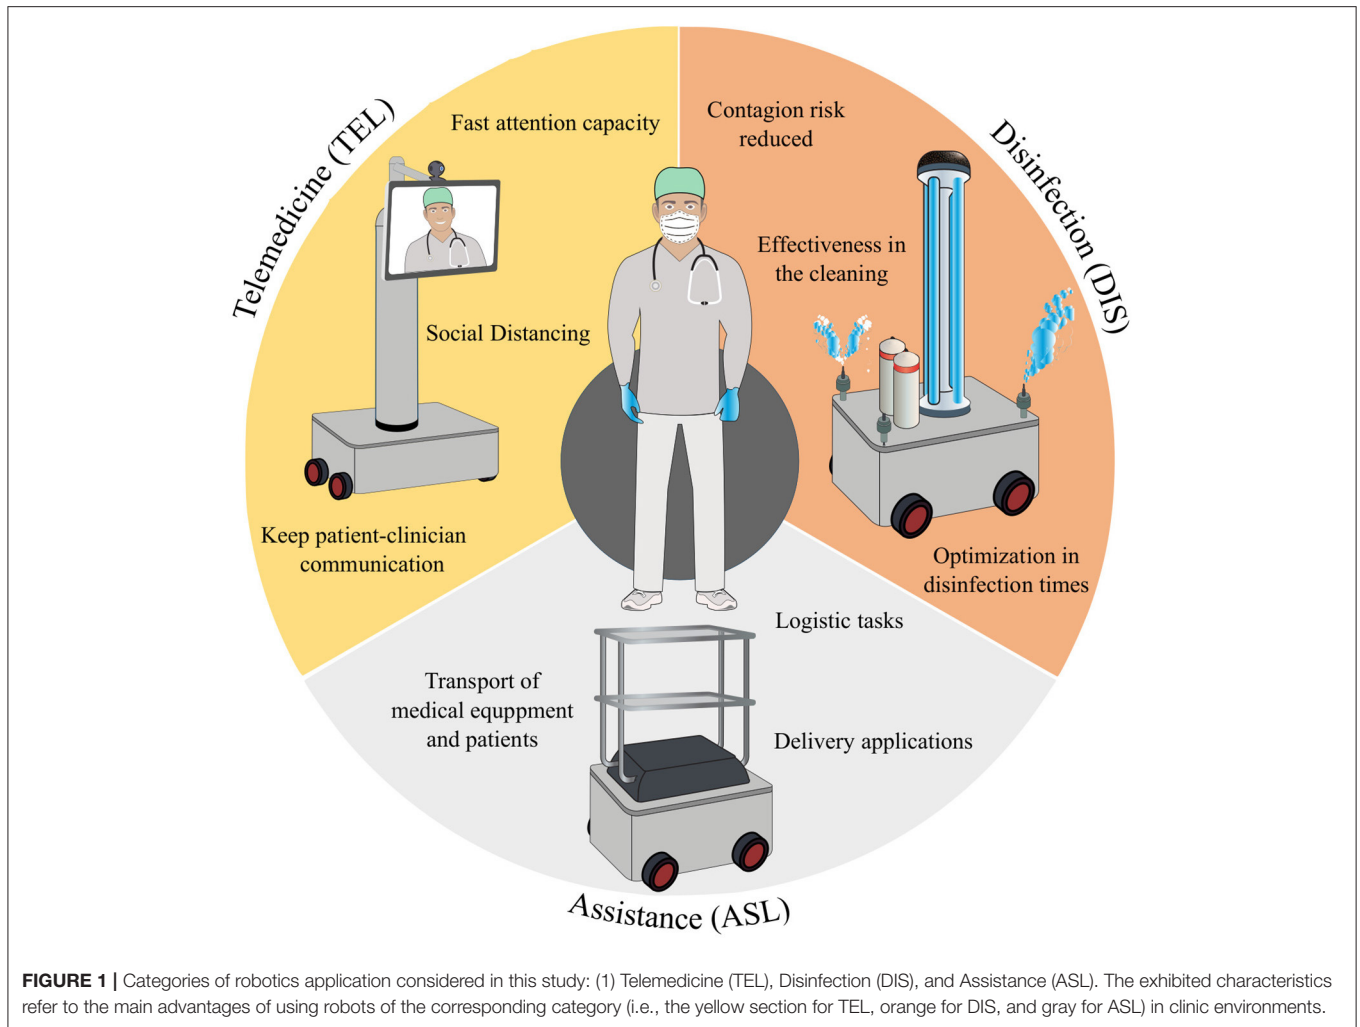 Telemedicine (TEL)
Fast attention capacity
Social Distancing
Keep patient-clinician
communication
Disinfection (DIS)
Contagion risk
reduced
Effectiveness in
the cleaning
Optimization in
disinfection times
Logistic tasks
Transport of
medical equppment
and patients
Delivery applications
Assistance (ASL)
FIGURE 1 | Categories of robotics application considered in this study: (1) Telemedicine (TEL), Disinfection (DIS), and Assistance (ASL). The exhibited characteristics
refer to the main advantages of using robots of the corresponding category (i.e., the yellow section for TEL, orange for DIS, and gray for ASL) in clinic environments.